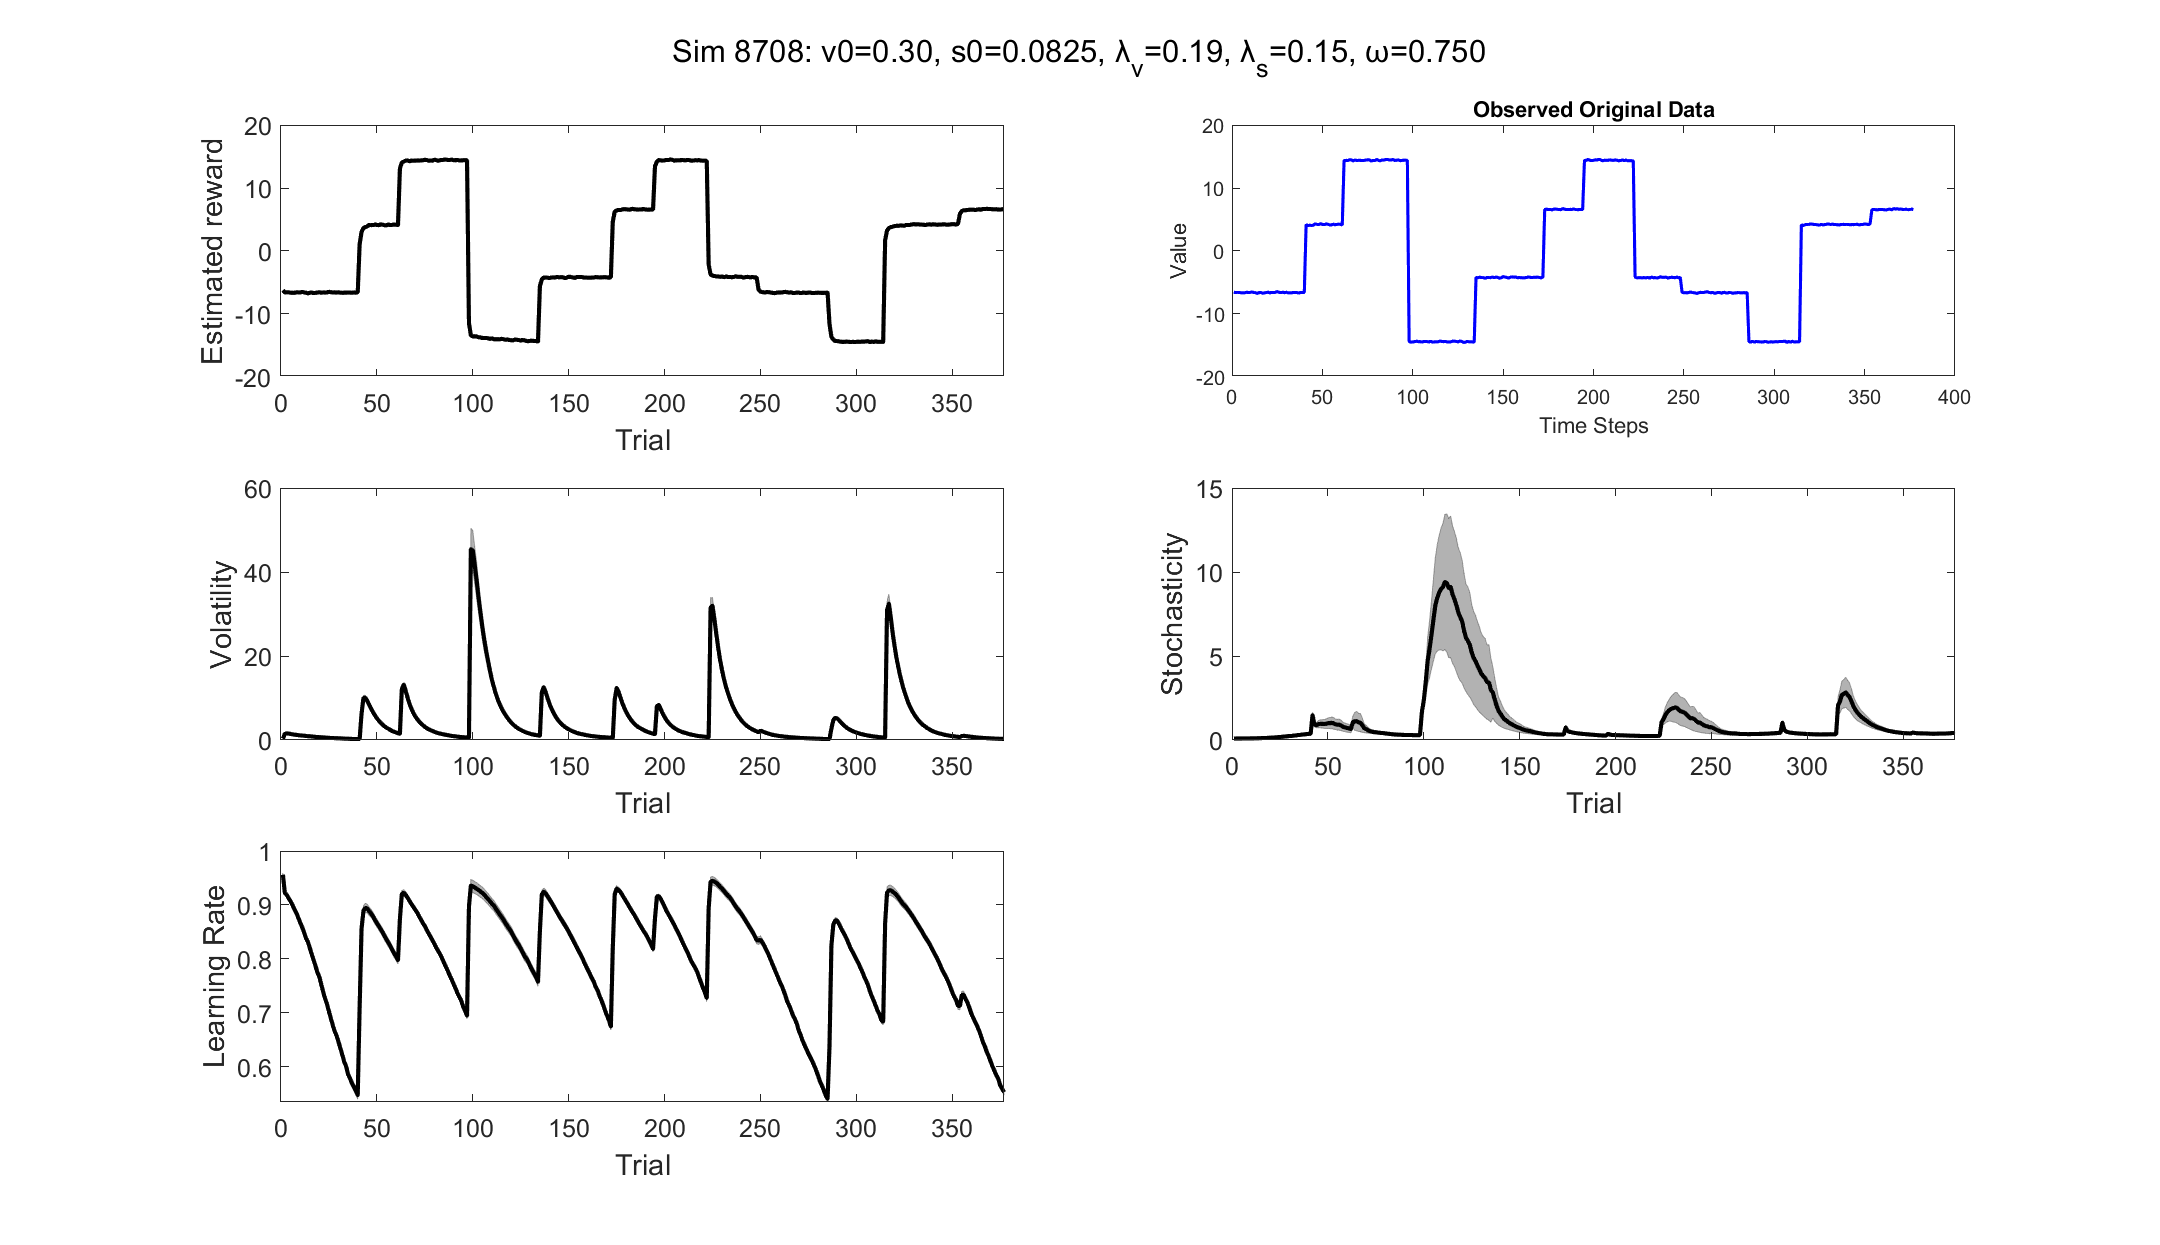 Sim 8708: v0=0.30, s0=0.0825, λv=0.19, λs=0.15, ω=0.750
Estimated reward
20
10
0
-10
-20
0 50 100 150 200 250 300 350
Trial
Observed Original Data
Value
20
10
0
-10
-20
0 50 100 150 200 250 300 350 400
Time Steps
Volatility
60
40
20
0
0 50 100 150 200 250 300 350
Trial
Stochasticity
15
10
5
0
0 50 100 150 200 250 300 350
Trial
Learning Rate
1
0.9
0.8
0.7
0.6
0 50 100 150 200 250 300 350
Trial